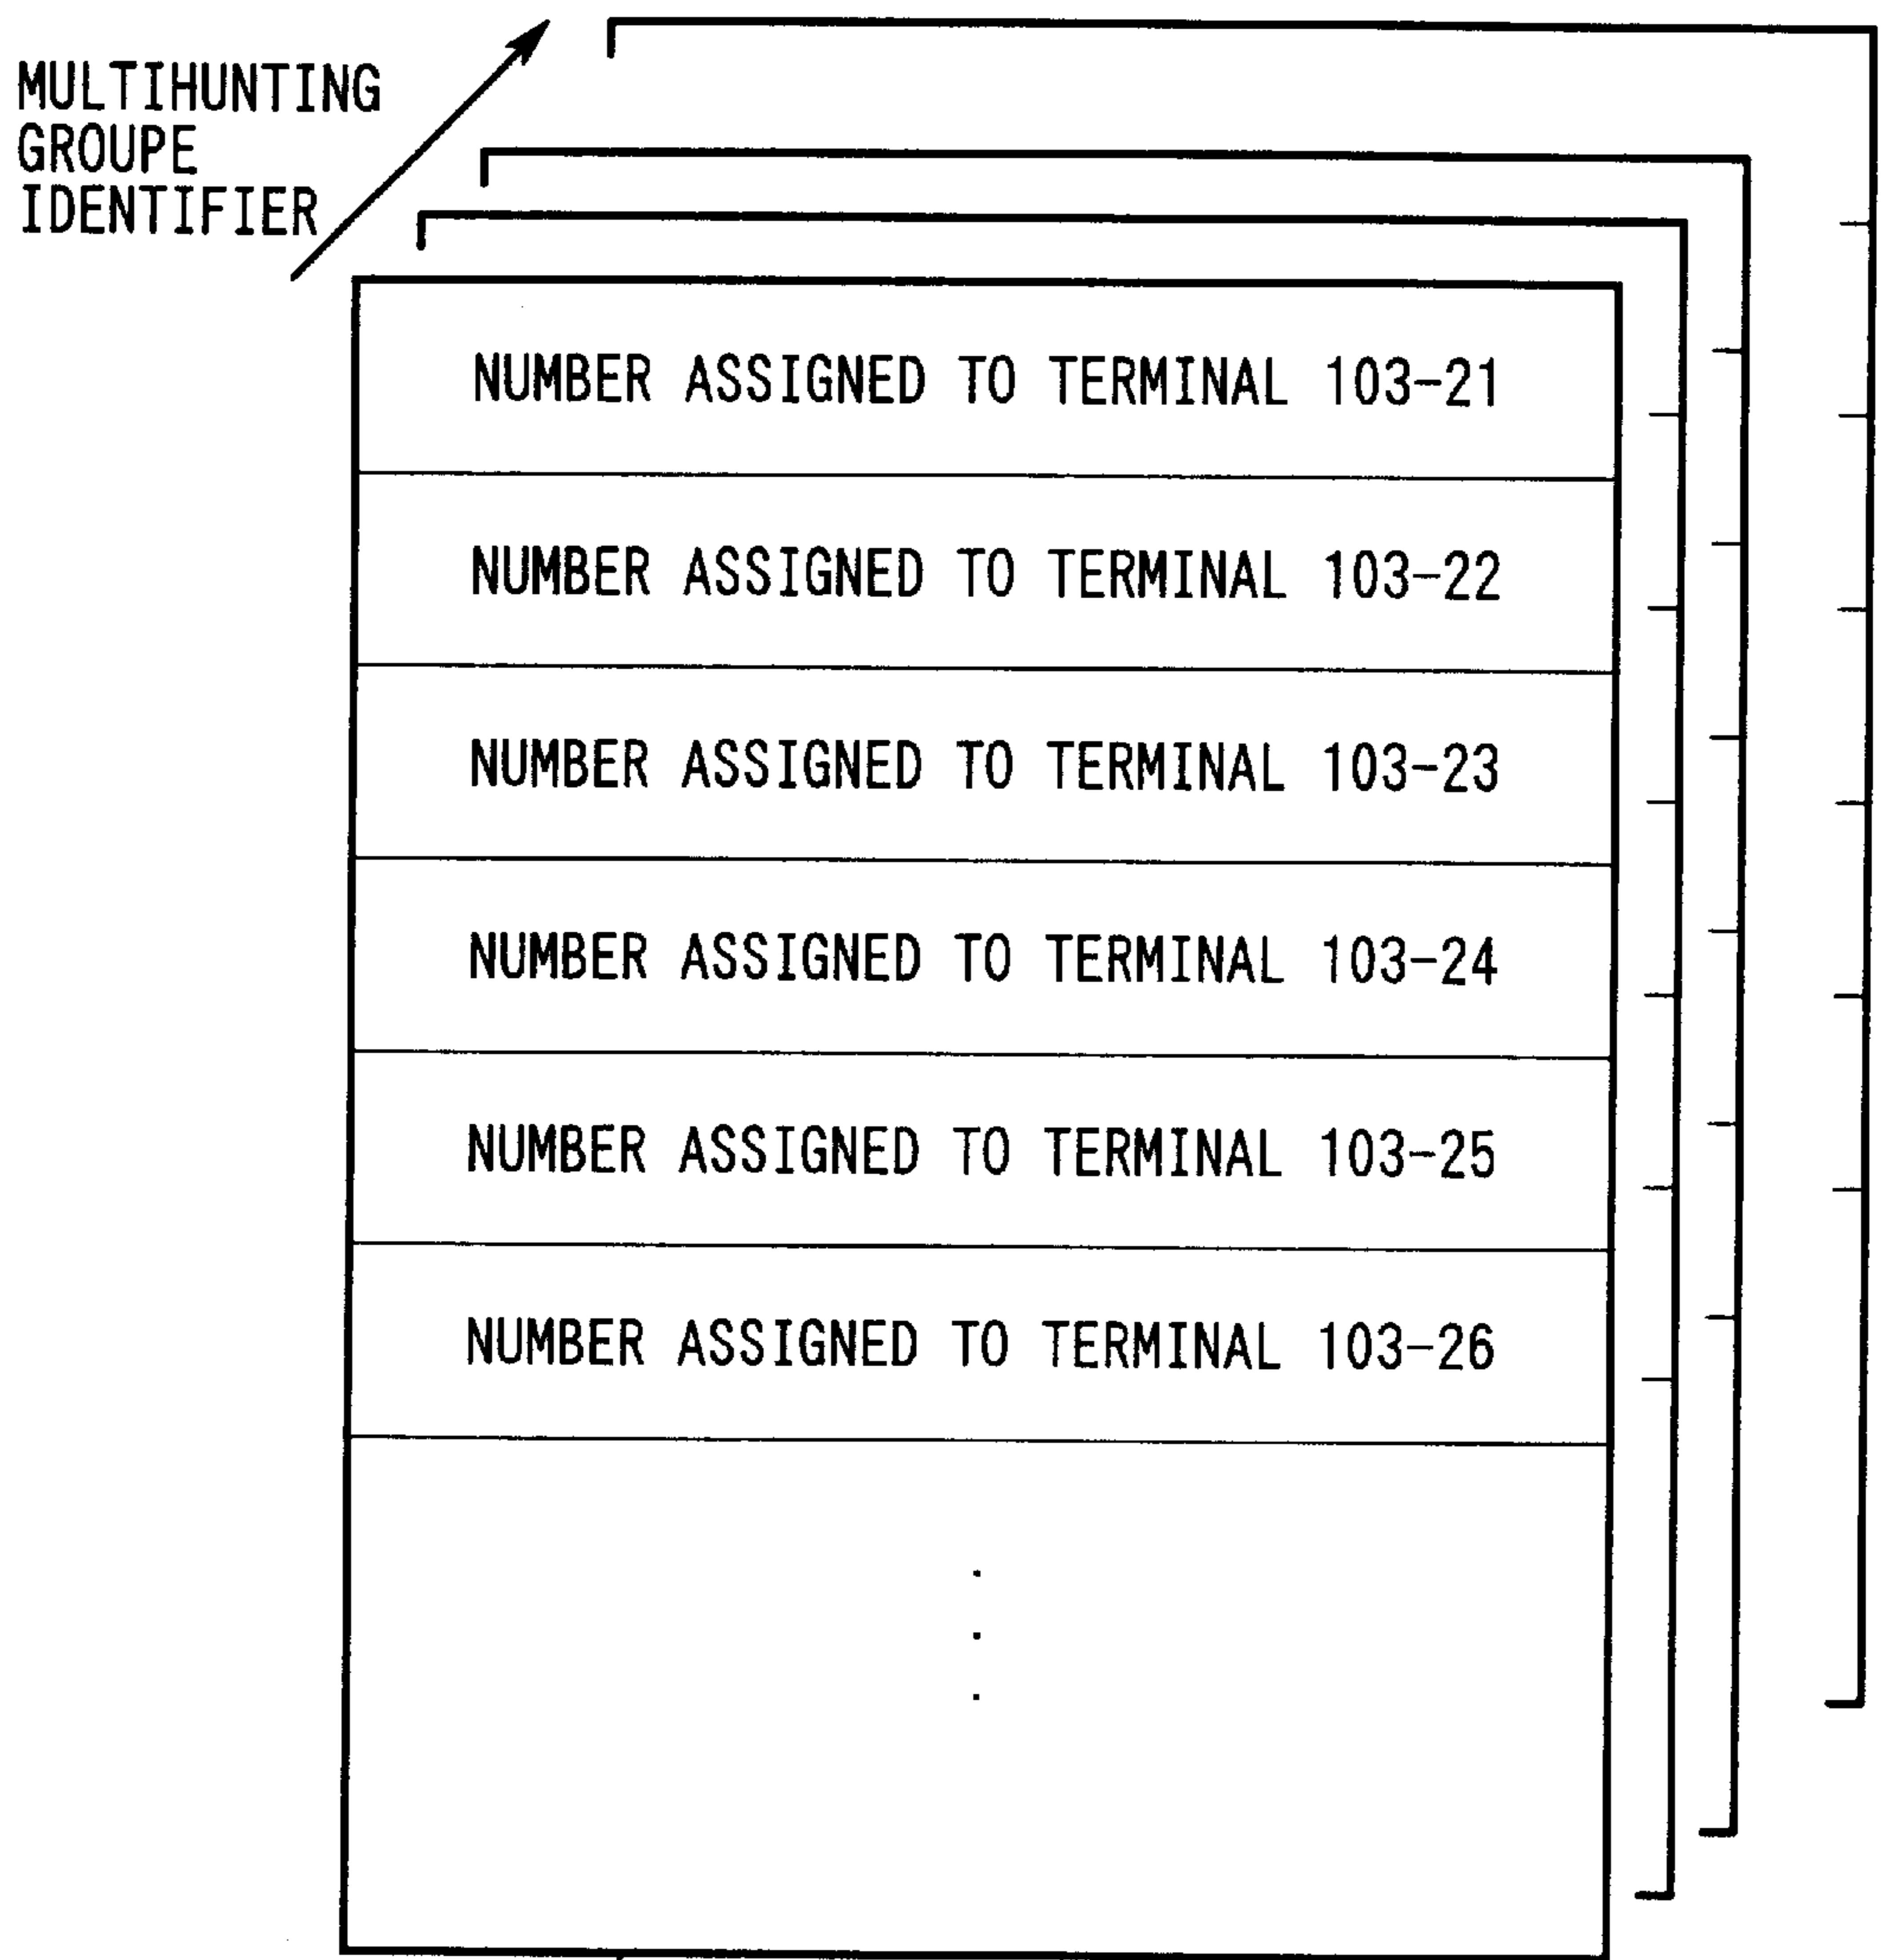 MULTIHUNTING
GROUPE
IDENTIFIER
NUMBER ASSIGNED TO TERMINAL 103-21
NUMBER ASSIGNED TO TERMINAL 103-22
NUMBER ASSIGNED TO TERMINAL 103-23
NUMBER ASSIGNED TO TERMINAL 103-24
NUMBER ASSIGNED TO TERMINAL 103-25
NUMBER ASSIGNED TO TERMINAL 103-26